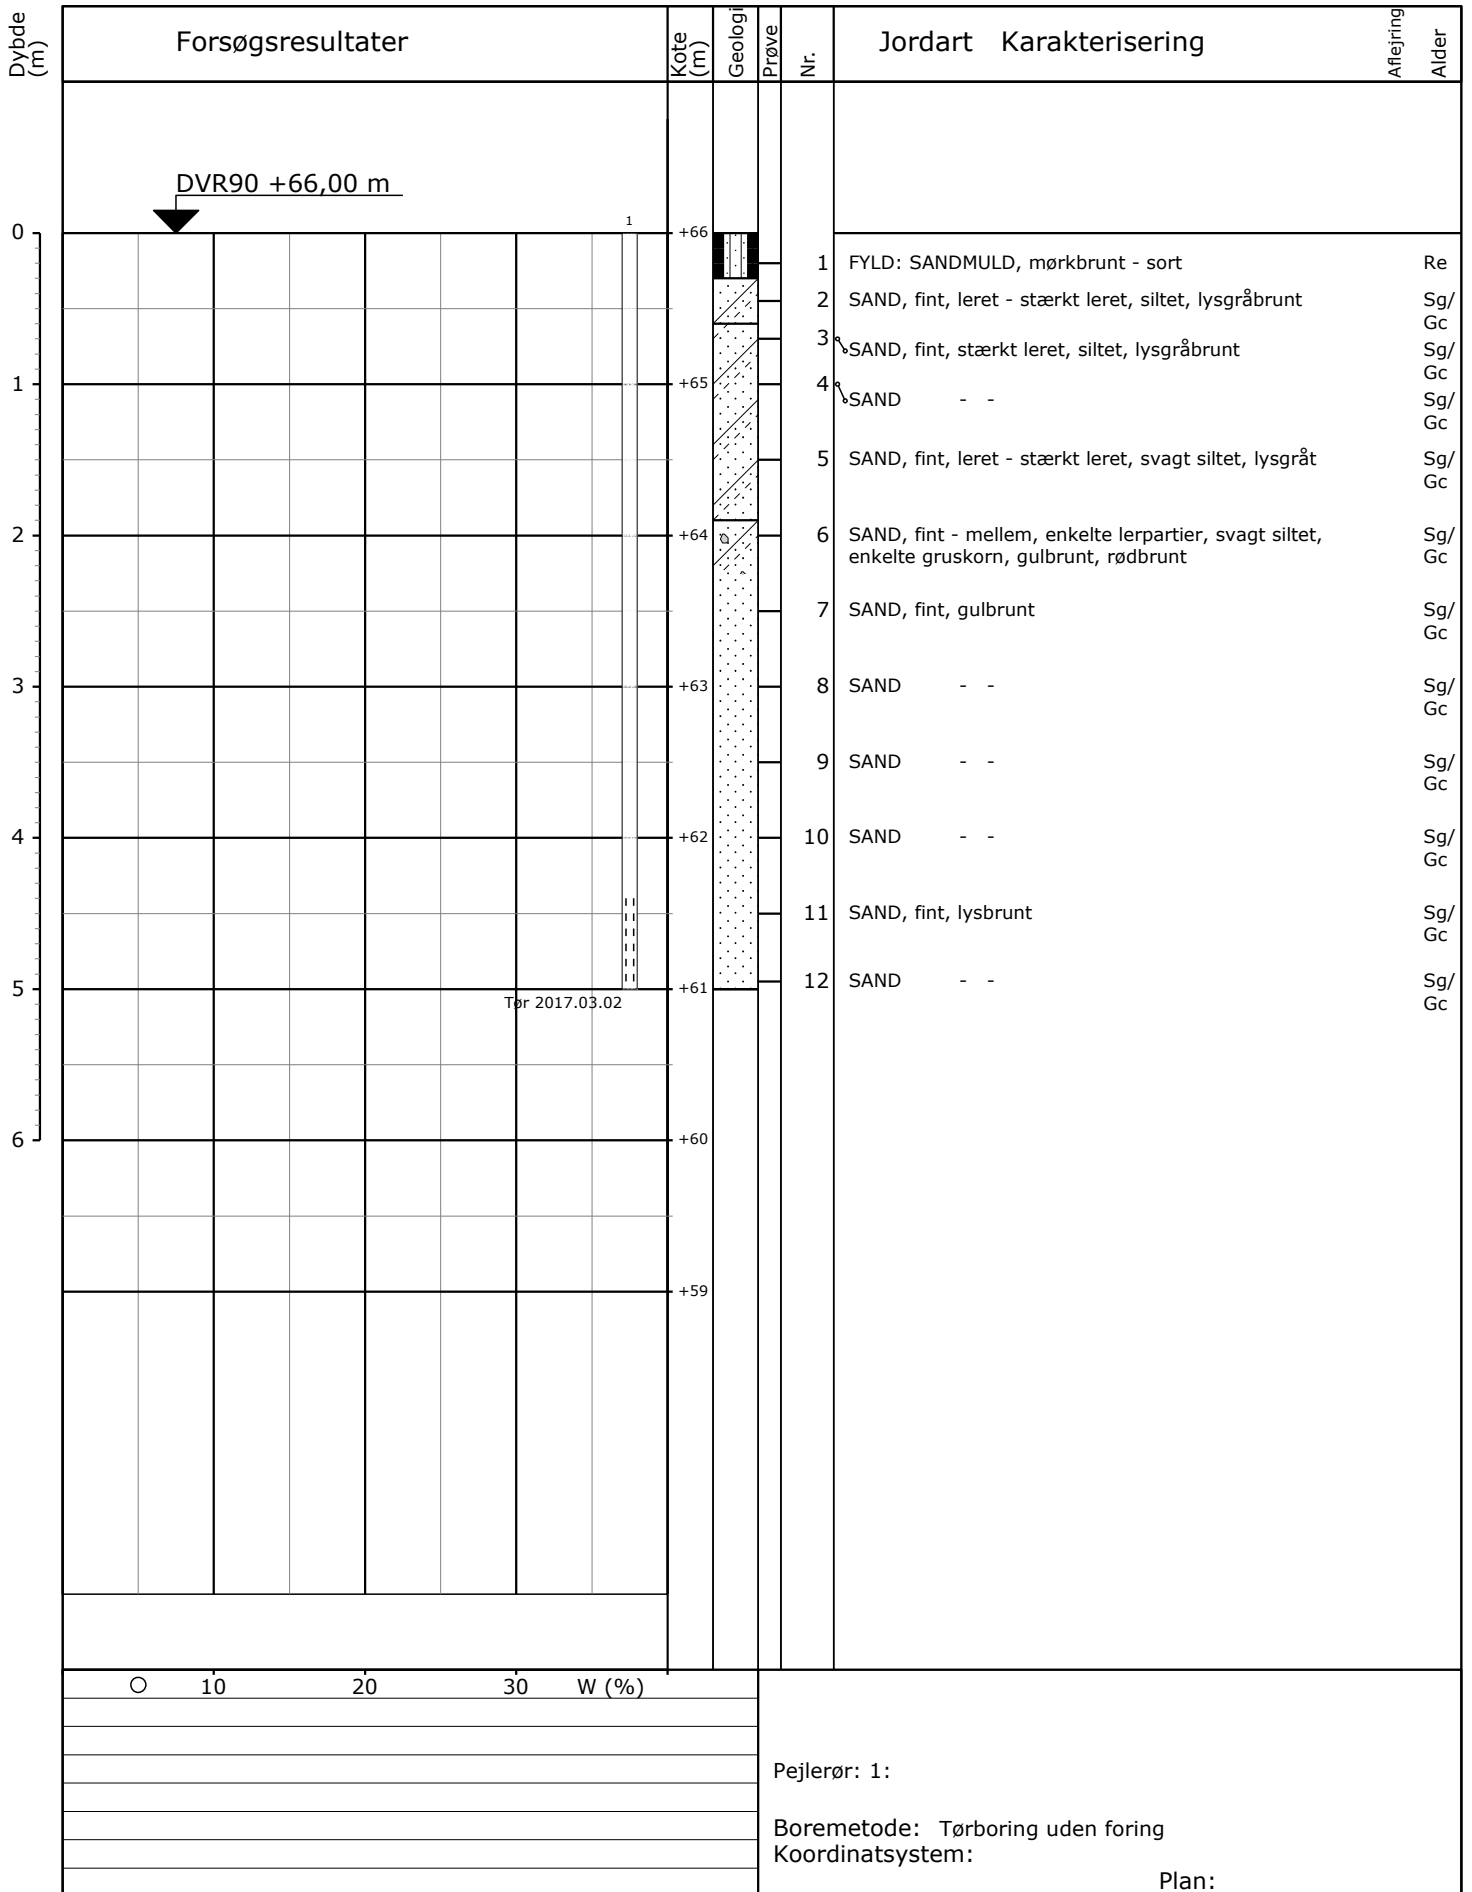 Dybde
(m)
Forsøgsresultater
Kote
(m)
Geologi
Prøve
Nr.
Jordart Karakterisering
Aflejring
Alder
DVR90 +66,00 m
1
0
1
2
3
4
5
6
+66
+65
+64
+63
+62
+61
+60
+59
Tør 2017.03.02
1 FYLD: SANDMULD, mørkbrunt - sort Re
2 SAND, fint, leret - stærkt leret, siltet, lysgråbrunt Sg/
Gc
3 SAND, fint, stærkt leret, siltet, lysgråbrunt Sg/
Gc
4 SAND - - Sg/
Gc
5 SAND, fint, leret - stærkt leret, svagt siltet, lysgråt Sg/
Gc
6 SAND, fint - mellem, enkelte lerpartier, svagt siltet, Sg/
enkelte gruskorn, gulbrunt, rødbrunt Gc
7 SAND, fint, gulbrunt Sg/
Gc
8 SAND - - Sg/
Gc
9 SAND - - Sg/
Gc
10 SAND - - Sg/
Gc
11 SAND, fint, lysbrunt Sg/
Gc
12 SAND - - Sg/
Gc
10 20 30 W (%)
Pejlerør: 1:
Boremetode: Tørboring uden foring
Koordinatsystem:
Plan: